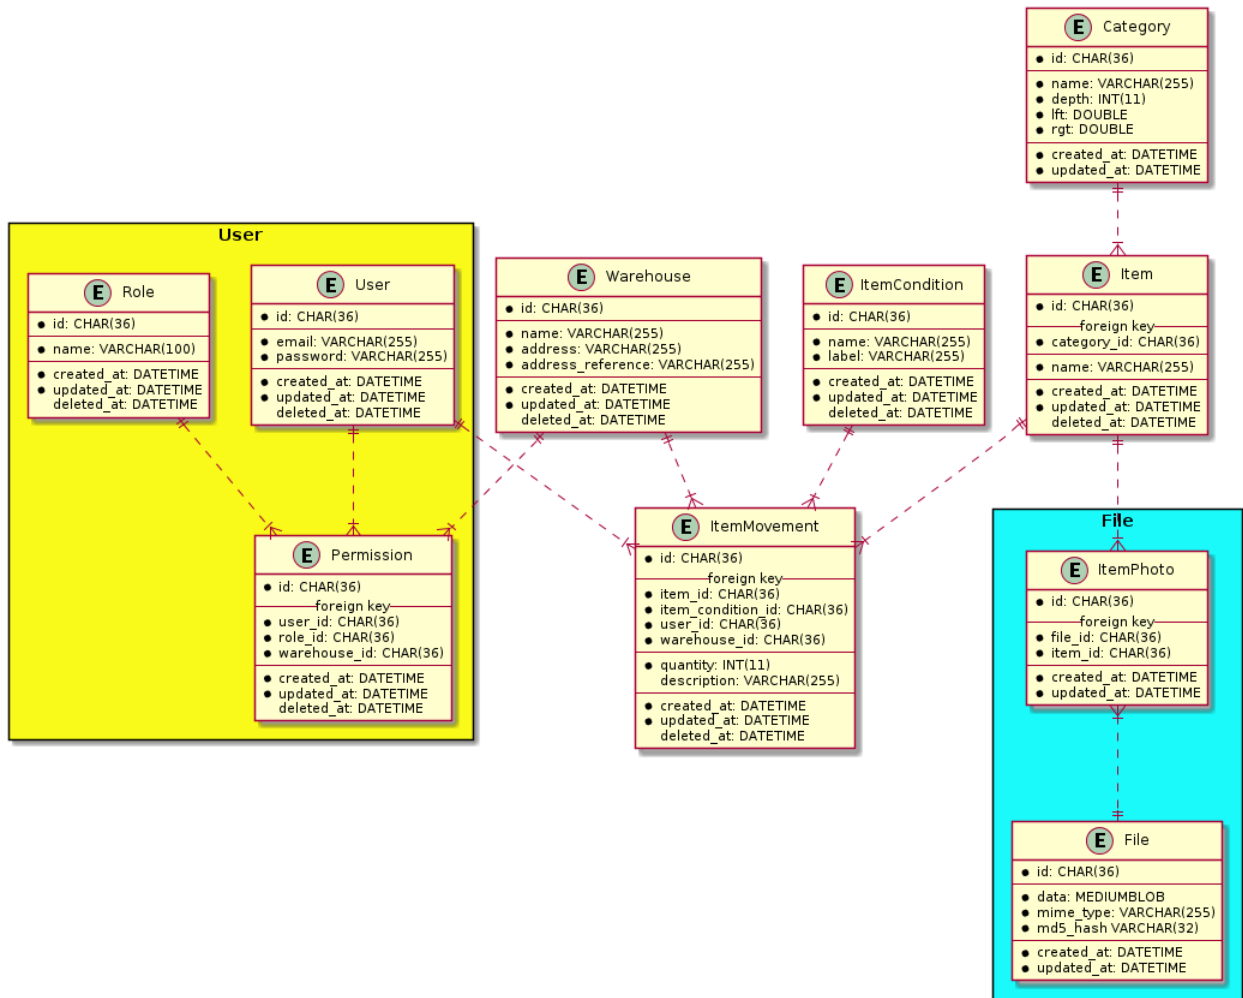 E Category
id: CHAR(36)
name: VARCHAR(255)
depth: INT(11)
lft: DOUBLE
rgt: DOUBLE
created_at: DATETIME
updated_at: DATETIME
User
E Role
id: CHAR(36)
name: VARCHAR(100)
created_at: DATETIME
updated_at: DATETIME
deleted_at: DATETIME
E User
id: CHAR(36)
email: VARCHAR(255)
password: VARCHAR(255)
created_at: DATETIME
updated_at: DATETIME
deleted_at: DATETIME
E Warehouse
id: CHAR(36)
name: VARCHAR(255)
address: VARCHAR(255)
address_reference: VARCHAR(255)
created_at: DATETIME
updated_at: DATETIME
deleted_at: DATETIME
E ItemCondition
id: CHAR(36)
name: VARCHAR(255)
label: VARCHAR(255)
created_at: DATETIME
updated_at: DATETIME
deleted_at: DATETIME
E Item
id: CHAR(36)
foreign key
category_id: CHAR(36)
name: VARCHAR(255)
created_at: DATETIME
updated_at: DATETIME
deleted_at: DATETIME
E Permission
id: CHAR(36)
foreign key
user_id: CHAR(36)
role_id: CHAR(36)
warehouse_id: CHAR(36)
created_at: DATETIME
updated_at: DATETIME
deleted_at: DATETIME
E ItemMovement
id: CHAR(36)
foreign key
item_id: CHAR(36)
item_condition_id: CHAR(36)
user_id: CHAR(36)
warehouse_id: CHAR(36)
quantity: INT(11)
description: VARCHAR(255)
created_at: DATETIME
updated_at: DATETIME
deleted_at: DATETIME
File
E ItemPhoto
id: CHAR(36)
foreign key
file_id: CHAR(36)
item_id: CHAR(36)
created_at: DATETIME
updated_at: DATETIME
E File
id: CHAR(36)
data: MEDIUMBLOB
mime_type: VARCHAR(255)
md5_hash VARCHAR(32)
created_at: DATETIME
updated_at: DATETIME